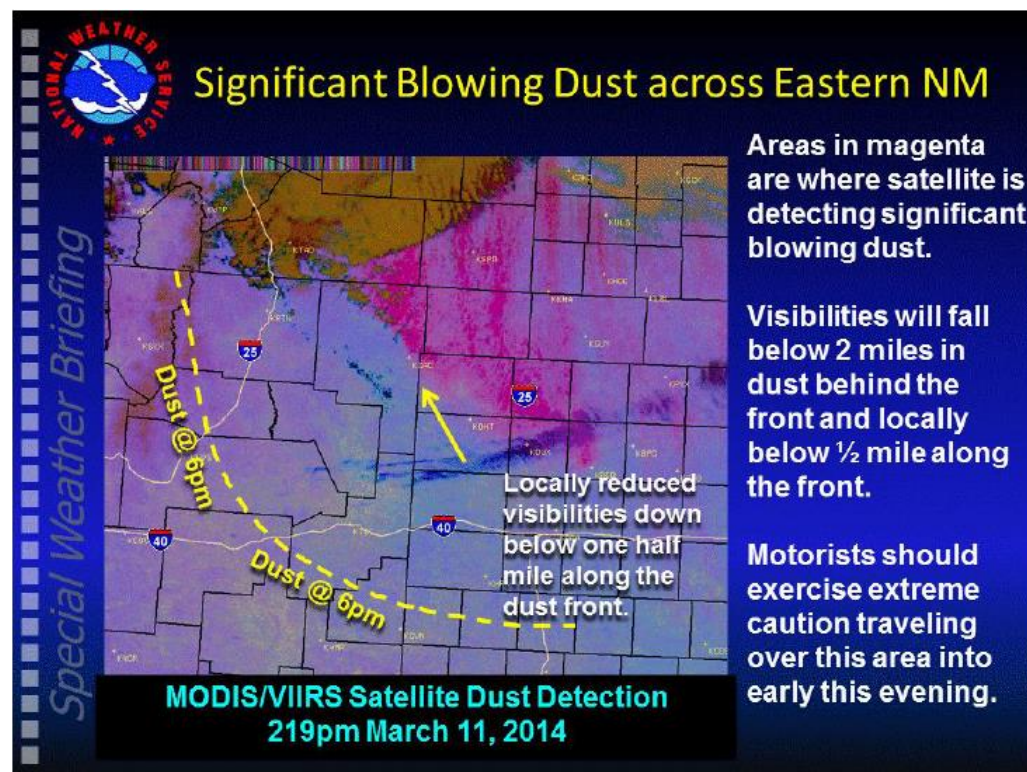 NATIONAL WEATHER SERVICE
Significant Blowing Dust across Eastern NM
Special Weather Briefing
Areas in magenta
are where satellite is
detecting significant
blowing dust.
Visibilities will fall
below 2 miles in
dust behind the
front and locally
below ½ mile along
the front.
Motorists should
exercise extreme
caution traveling
over this area into
early this evening.
KTAD
25
25
Dust @ 6pm
Locally reduced
visibilities down
below one half
mile along the
dust front.
40
40
Dust @ 6pm
MODIS/VIIRS Satellite Dust Detection
219pm March 11, 2014